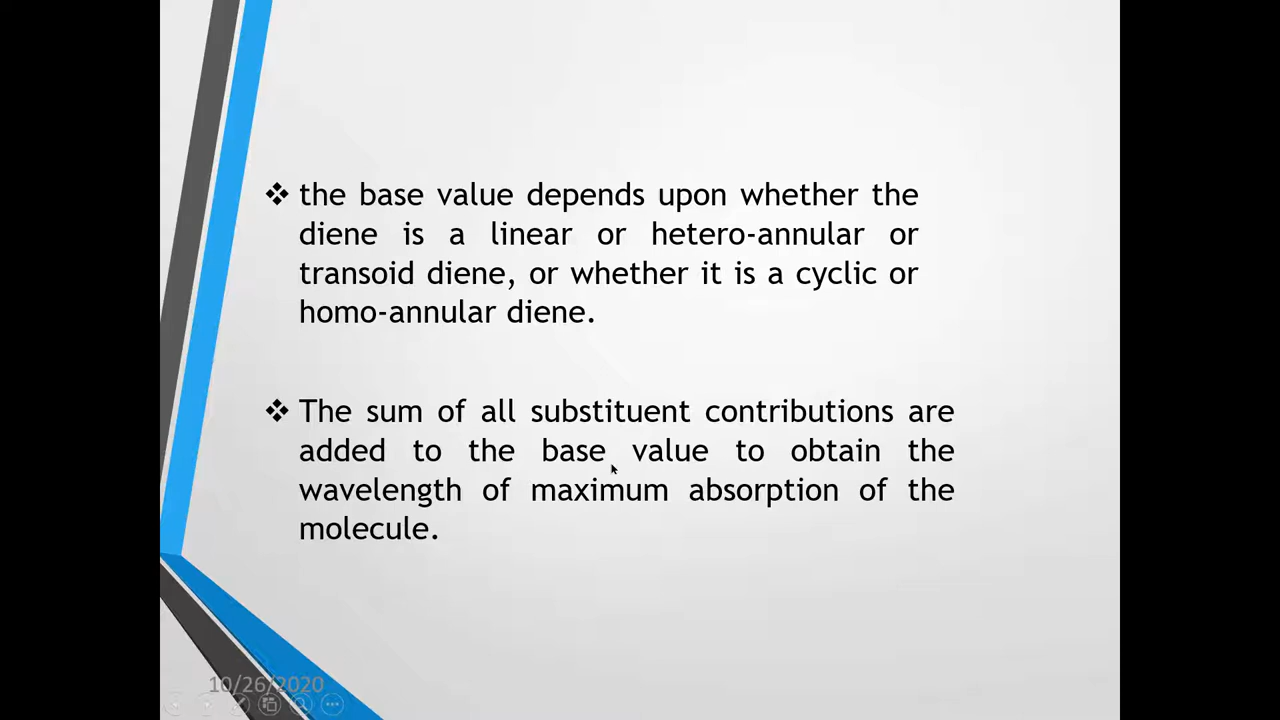 ❖ the base value depends upon whether the
diene is a linear or hetero-annular or
transoid diene, or whether it is a cyclic or
homo-annular diene.
❖ The sum of all substituent contributions are
added to the base value to obtain the
wavelength of maximum absorption of the
molecule.
10/26/2020